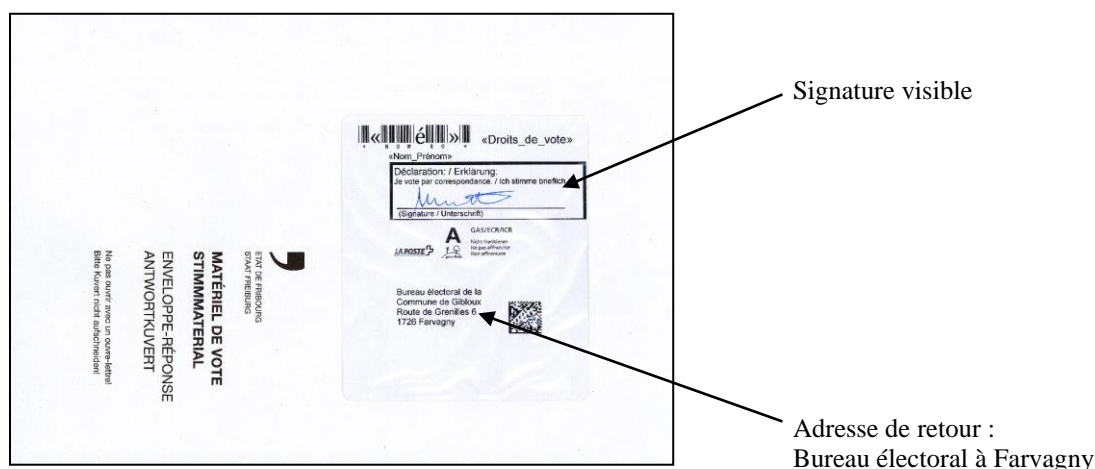 Signature visible
«é» «Droits_de_vote»
* N U M E R O *
«Nom_Prénom»
Déclaration: / Erklärung:
Je vote par correspondance. / Ich stimme brieflich
(Signature / Unterschrift)
LA POSTE
A
GAS/ECR/ICR
Nicht frankieren
Ne pas affranchir
Non affrancare
Bureau électoral de la
Commune de Gibloux
Route de Grenilles 6
1726 Farvagny
ETAT DE FRIBOURG
STAAT FREIBURG
MATÉRIEL DE VOTE
STIMMMATERIAL
ENVELOPPE-RÉPONSE
ANTWORTKUVERT
Ne pas ouvrir avec un ouvre-lettre!
Bitte Kuvert nicht aufschneiden!
Adresse de retour :
Bureau électoral à Farvagny